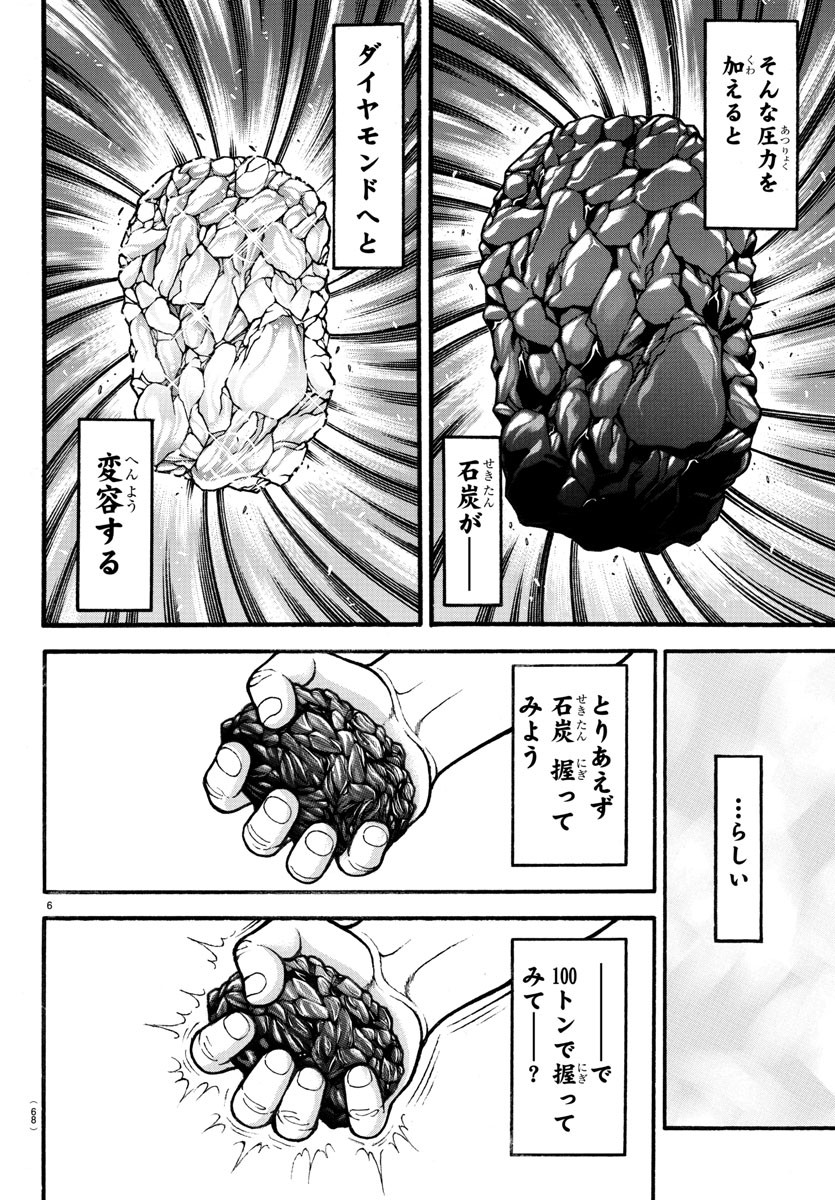 そんな圧力を
加えると
石炭が――
ダイヤモンドへと
変容する
…らしい
とりあえず
石炭 握って
みよう
――で
100トンで握って
みて――?
6
(68)